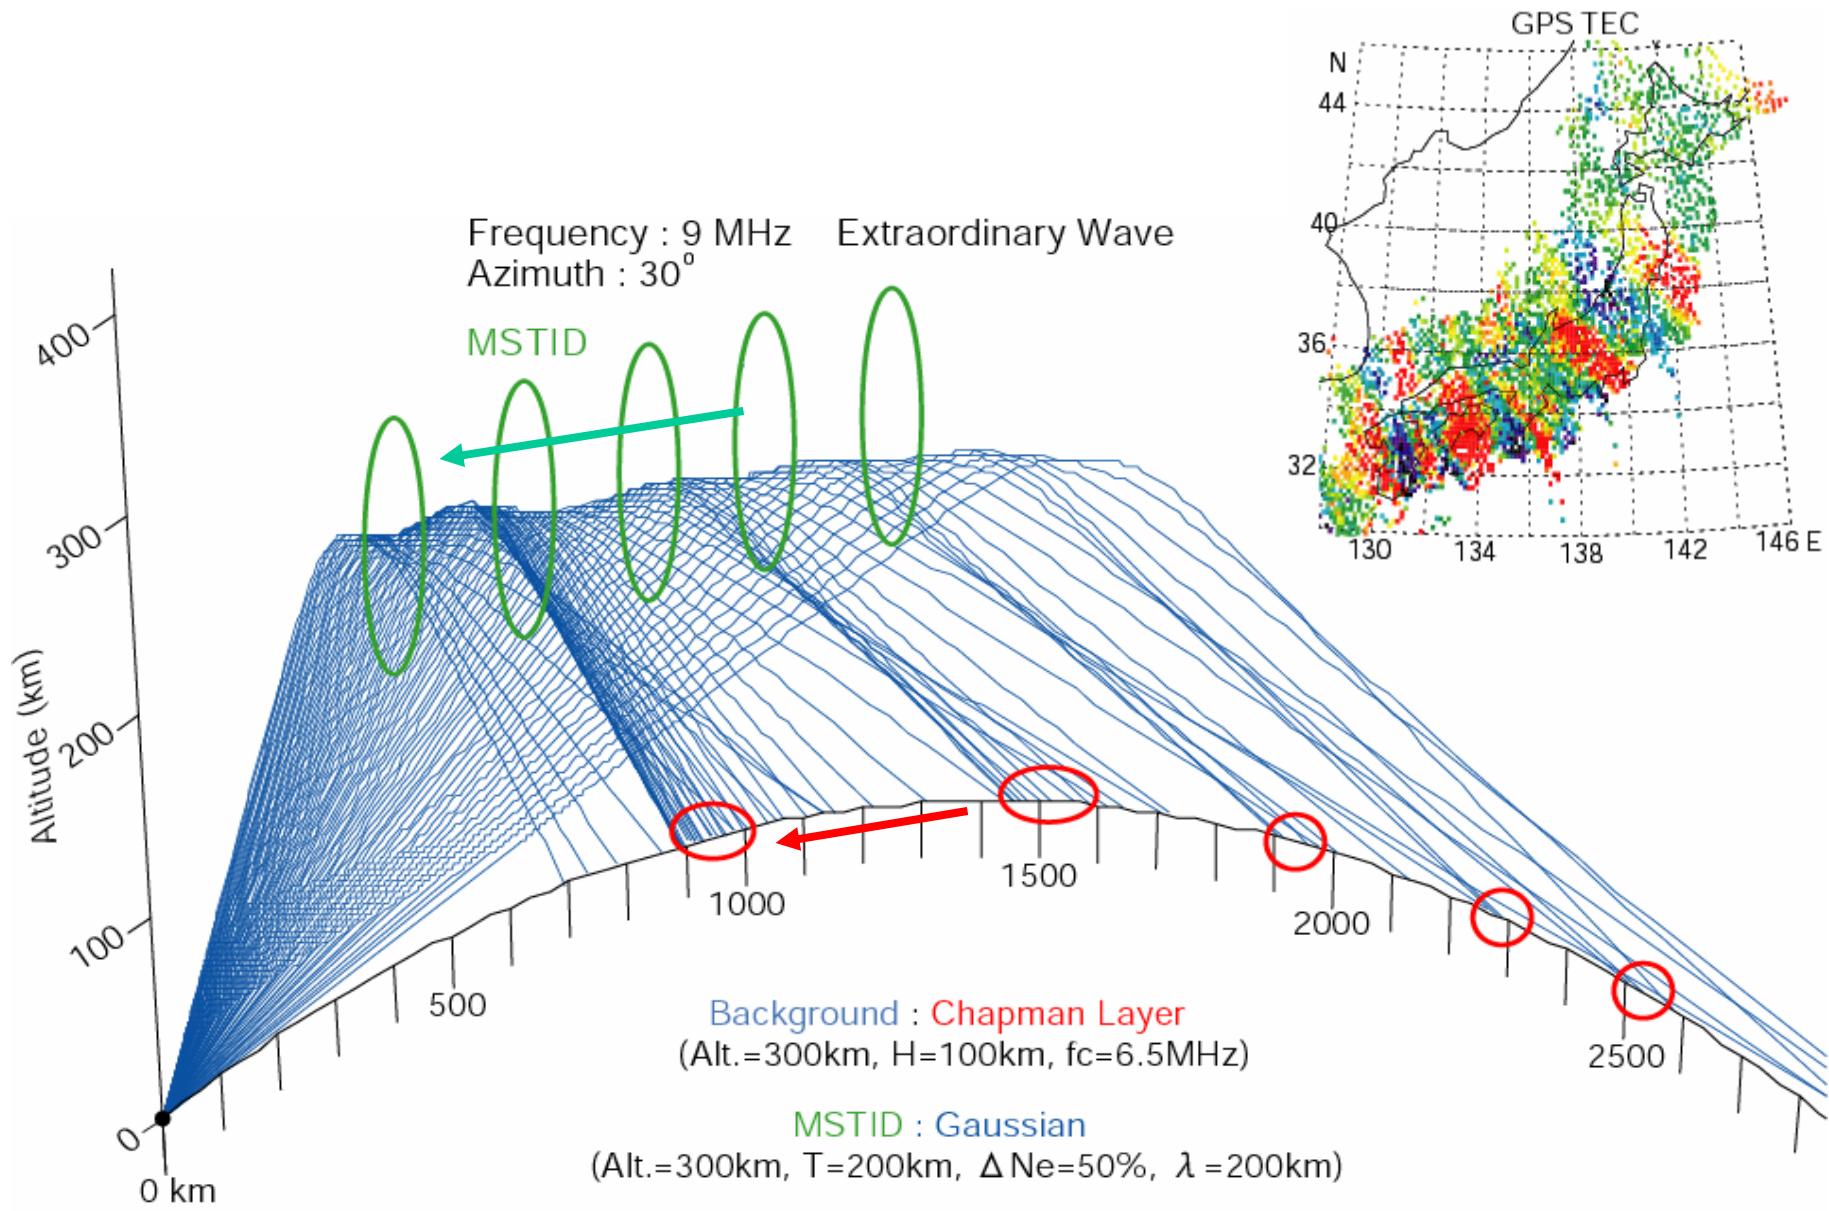 GPS TEC
N
44
40
36
32
130
134
138
142
146 E
Frequency : 9 MHz Extraordinary Wave
Azimuth : 30°
MSTID
400
300
200
100
0
Altitude (km)
0 km
500
1000
1500
2000
2500
Background : Chapman Layer
(Alt.=300km, H=100km, fc=6.5MHz)
MSTID : Gaussian
(Alt.=300km, T=200km, ΔNe=50%, λ=200km)